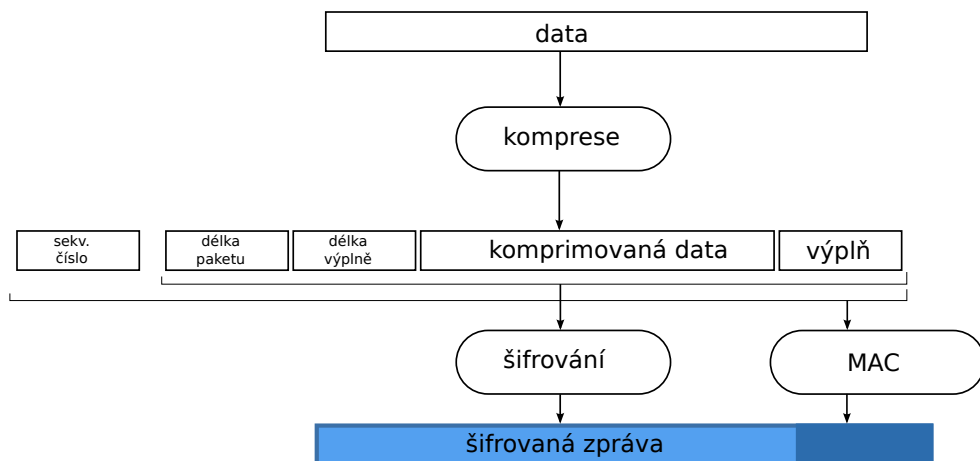 data
komprese
sekv.
číslo
délka
paketu
délka
výplně
komprimovaná data
výplň
šifrování
MAC
šifrovaná zpráva